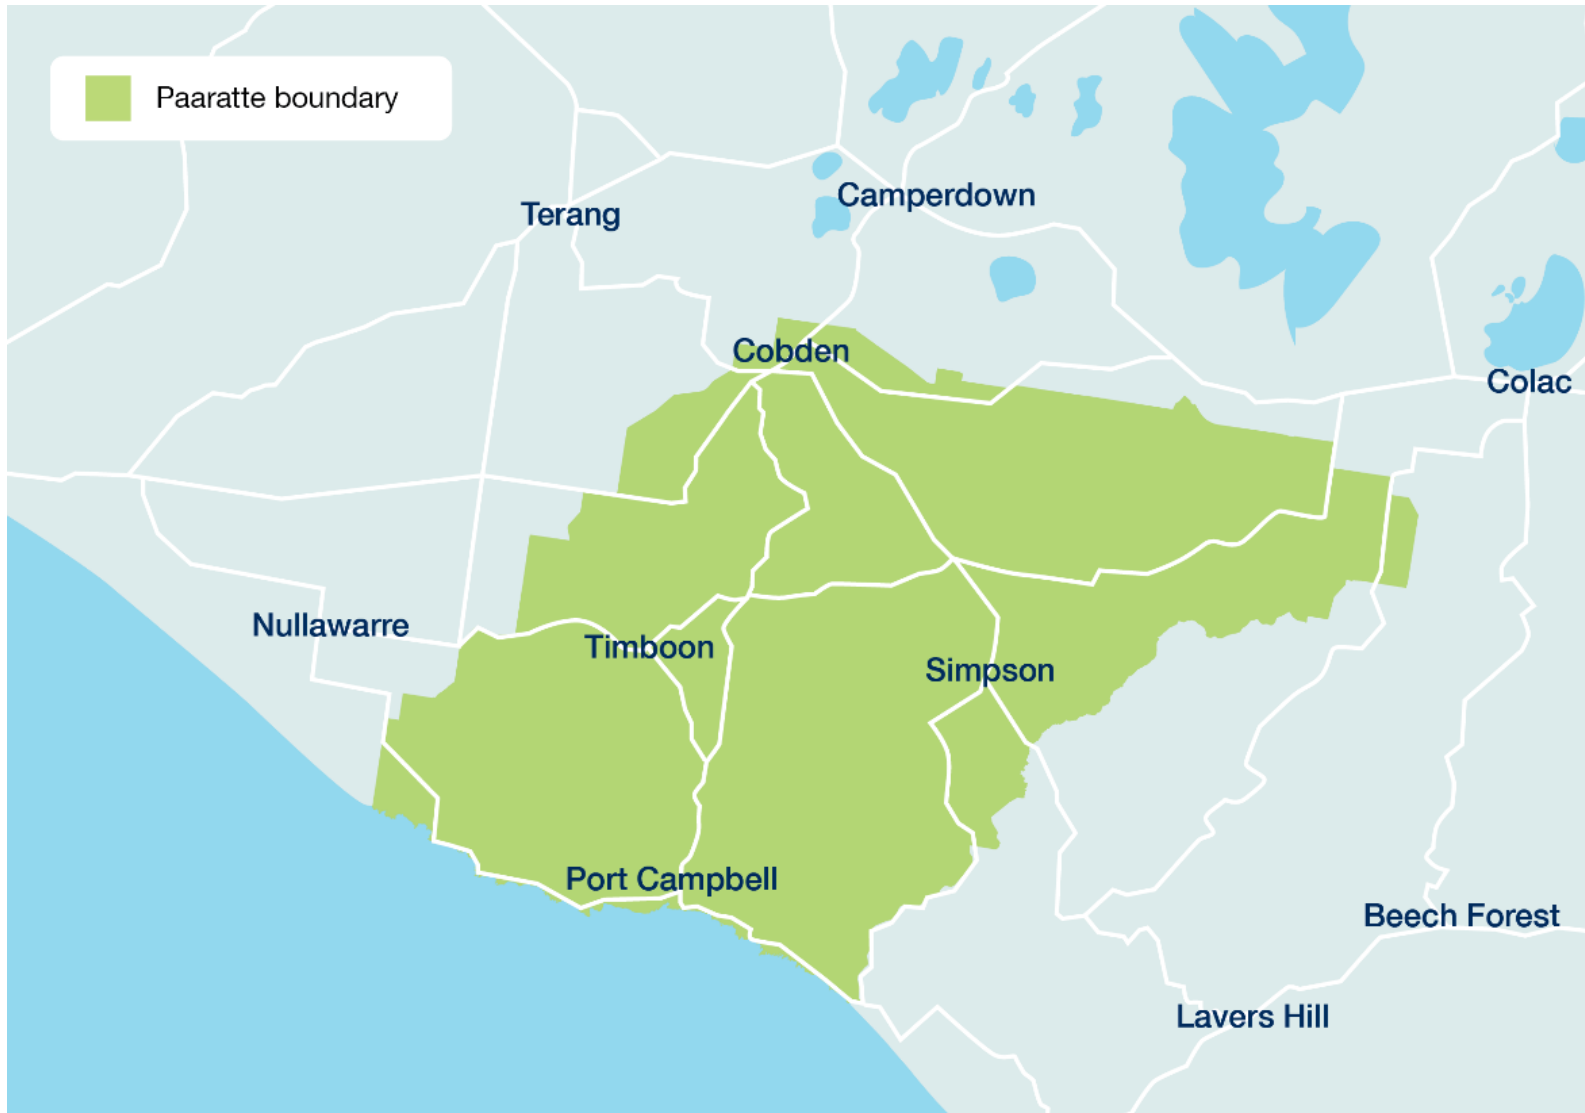 Paaratte boundary
Camperdown
Terang
Cobden
Colac
Nullawarre
Timboon
Simpson
Port Campbell
Beech Forest
Lavers Hill